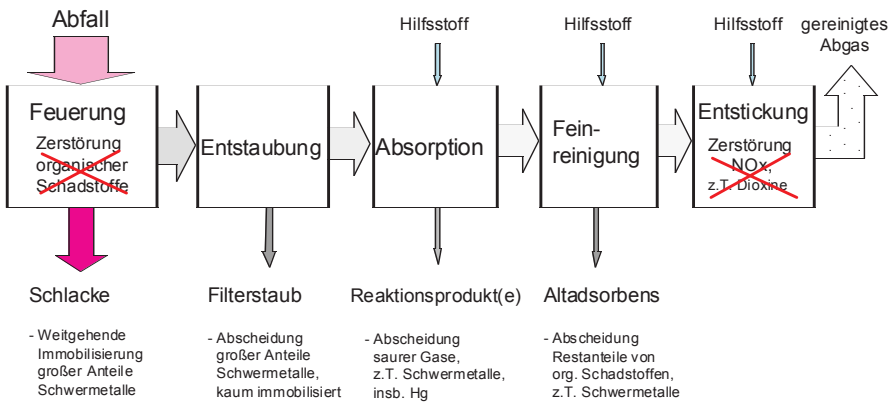 Abfall
Hilfsstoff
Hilfsstoff
Hilfsstoff
gereinigtes
Abgas
Feuerung
Zerstörung
organischer
Schadstoffe
Entstaubung
Absorption
Fein-
reinigung
Entstickung
Zerstörung
NOx,
z.T. Dioxine
Schlacke
- Weitgehende
Immobilisierung
großer Anteile
Schwermetalle
Filterstaub
- Abscheidung
großer Anteile
Schwermetalle,
kaum immobilisiert
Reaktionsprodukt(e)
- Abscheidung
saurer Gase,
z.T. Schwermetalle,
insb. Hg
Altadsorbens
- Abscheidung
Restanteile von
org. Schadstoffen,
z.T. Schwermetalle